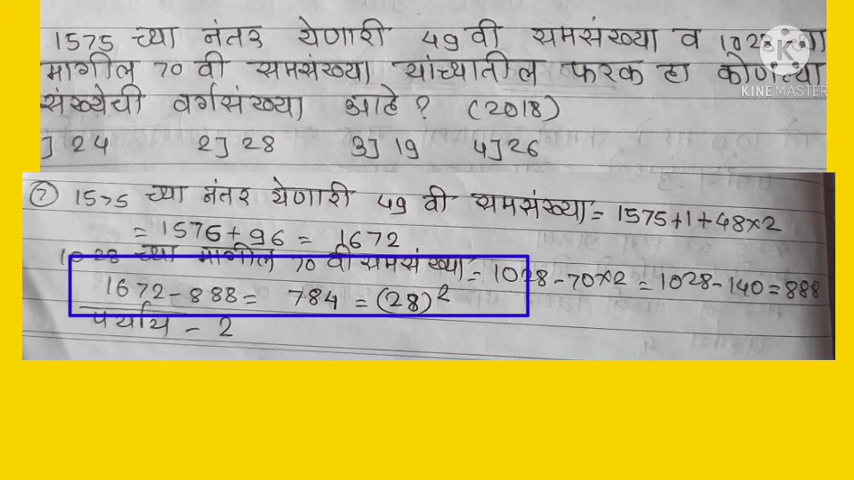 1575 च्या नंतर येणारी 49 वी समसंख्या व 1028
KINEMASTER
मागील 70 वी समसंख्या यांच्यातील फरक हा कोणत्या
संख्येची वर्गसंख्या आहे ? (2018)
] 24 2] 28 3] 19 4] 26
⑦ 1575 च्या नंतर येणारी 49 वी समसंख्या = 1575+1+48×2
= 1576+96 = 1672
1028 च्या मागील 70 वी समसंख्या = 1028-70×2 = 1028-140 = 888
1672-888 = 784 = (28)²
पर्याय - 2